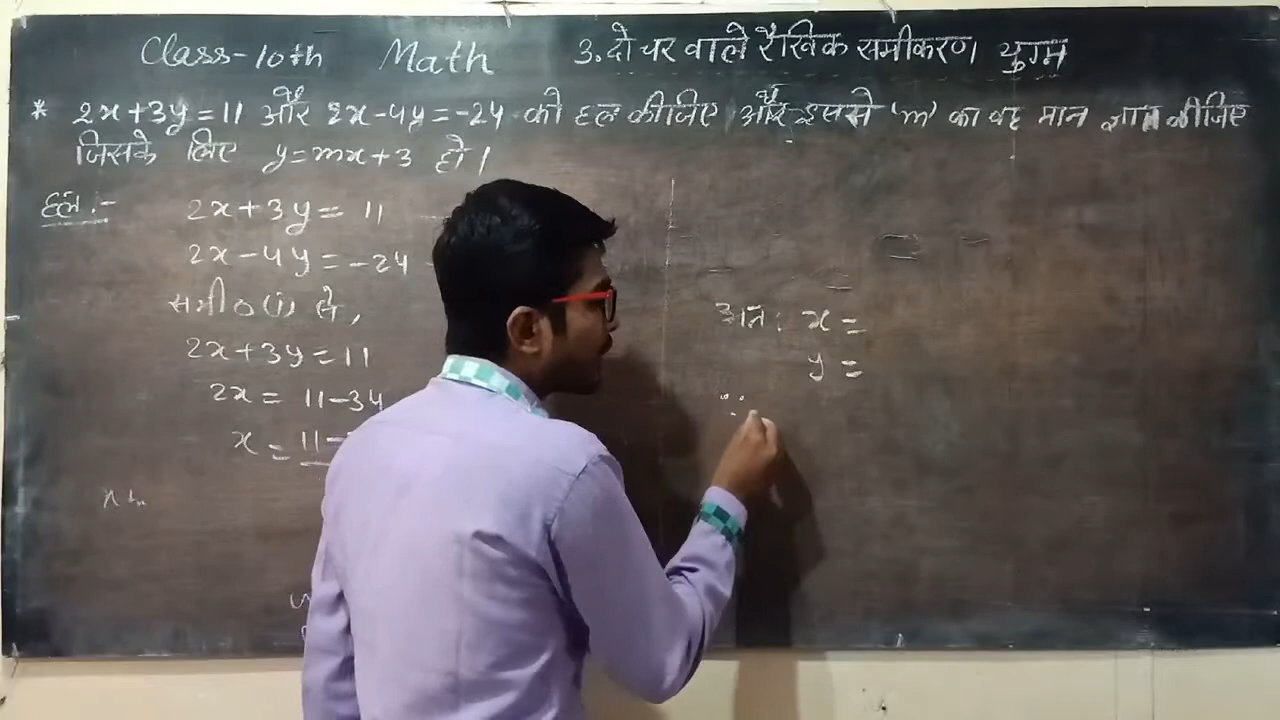 Class-10th Math 3. दो चर वाले रैखिक समीकरण युग्म
* 2x+3y=11 और 2x-4y=-24 को हल कीजिए और इससे 'm' का वह मान ज्ञात कीजिए
जिसके लिए y=mx+3 हो।
हल:-
2x+3y= 11
2x-4y=-24
समी० (i) से,
2x+3y=11
2x= 11-3y
x = 11-
अतः x =
y =
∵